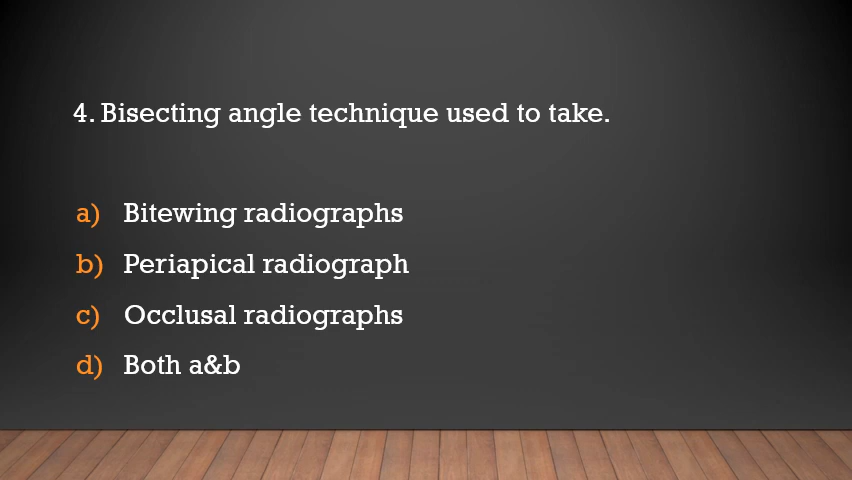 4. Bisecting angle technique used to take.
a) Bitewing radiographs
b) Periapical radiograph
c) Occlusal radiographs
d) Both a&b